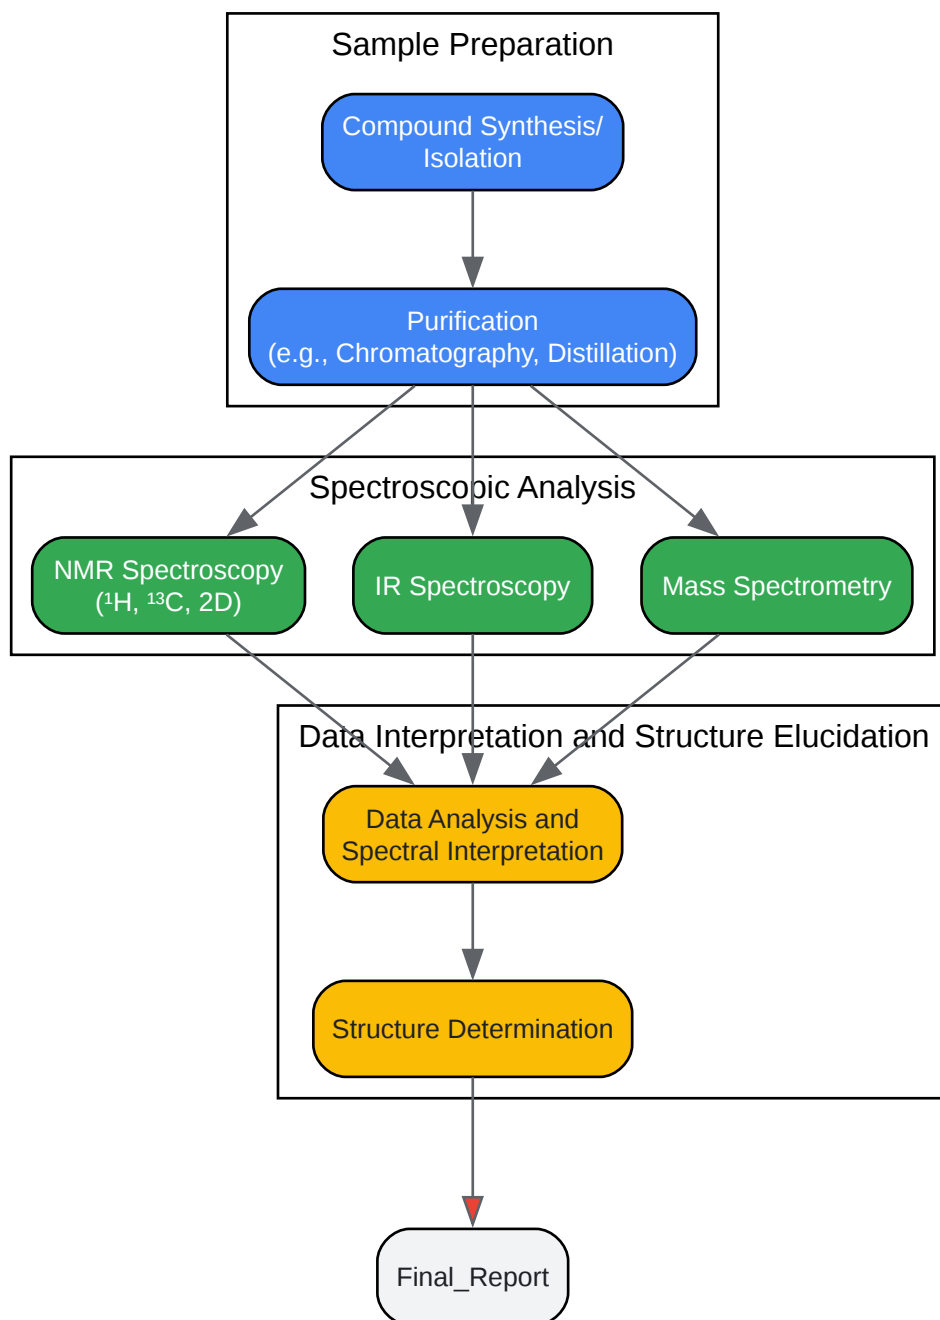 Sample Preparation
Compound Synthesis/
Isolation
Purification
(e.g., Chromatography, Distillation)
Spectroscopic Analysis
NMR Spectroscopy
(¹H, ¹³C, 2D)
IR Spectroscopy
Mass Spectrometry
Data Interpretation and Structure Elucidation
Data Analysis and
Spectral Interpretation
Structure Determination
Final_Report